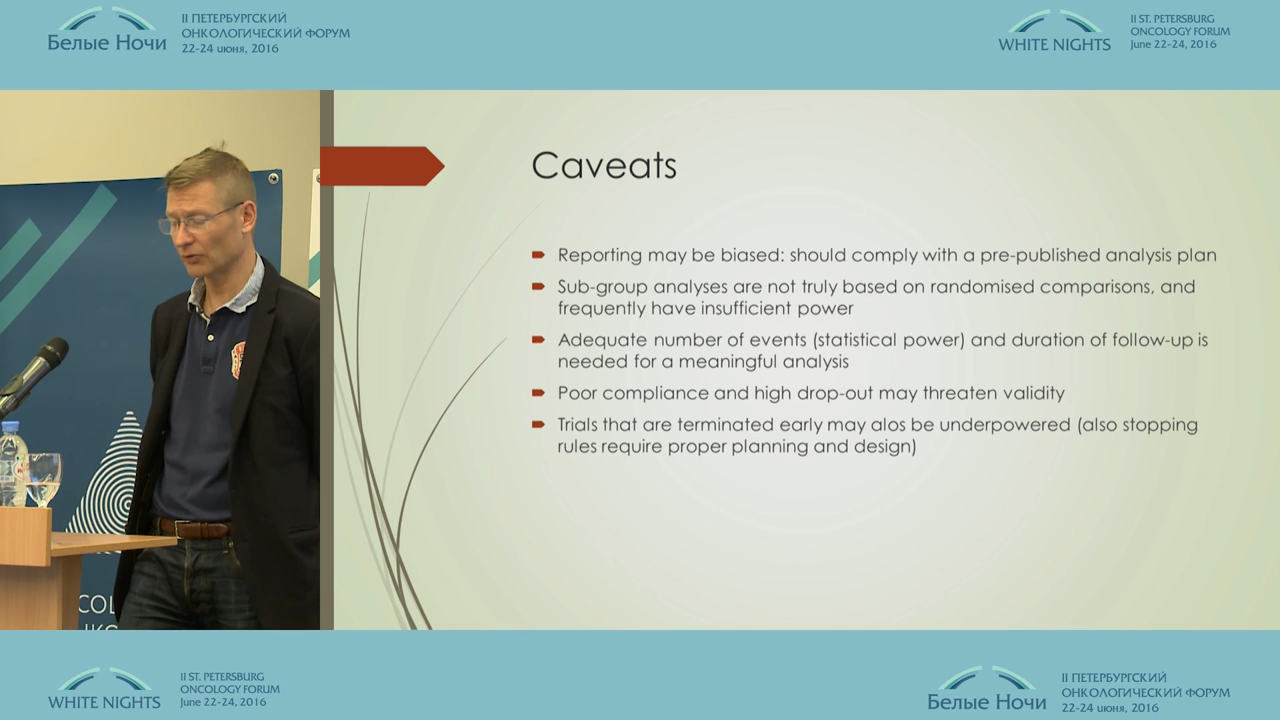 II ПЕТЕРБУРГСКИЙ
ОНКОЛОГИЧЕСКИЙ ФОРУМ
Белые Ночи
22-24 июня, 2016
II ST. PETERSBURG
ONCOLOGY FORUM
WHITE NIGHTS
June 22-24, 2016
Caveats
Reporting may be biased: should comply with a pre-published analysis plan
Sub-group analyses are not truly based on randomised comparisons, and
frequently have insufficient power
Adequate number of events (statistical power) and duration of follow-up is
needed for a meaningful analysis
Poor compliance and high drop-out may threaten validity
Trials that are terminated early may alos be underpowered (also stopping
rules require proper planning and design)
II ST. PETERSBURG
ONCOLOGY FORUM
WHITE NIGHTS
June 22-24, 2016
II ПЕТЕРБУРГСКИЙ
ОНКОЛОГИЧЕСКИЙ ФОРУМ
Белые Ночи
22-24 июня, 2016